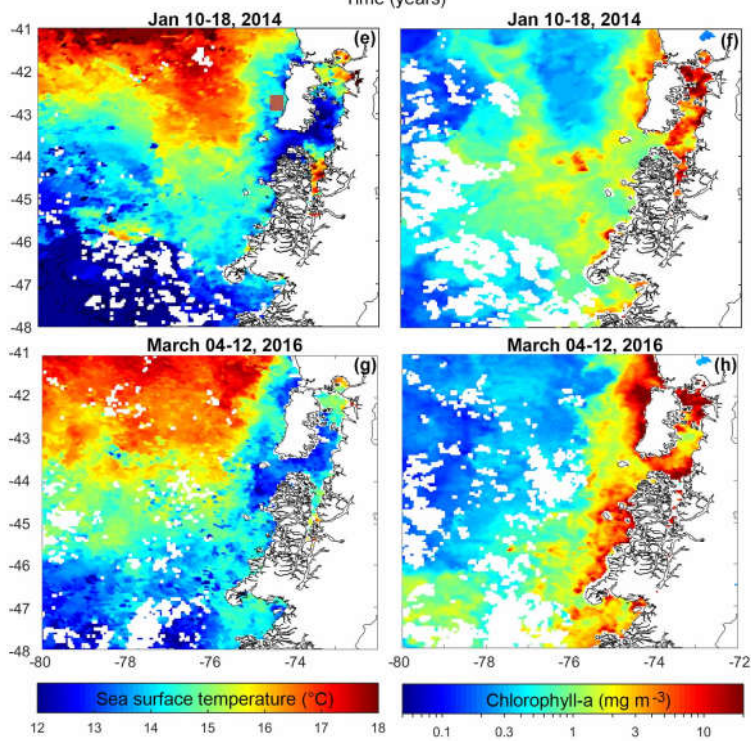 Time (years)
Jan 10-18, 2014
Jan 10-18, 2014
-41
(e)
(f)
-42
-43
-44
-45
-46
-47
-48
March 04-12, 2016
March 04-12, 2016
-41
(g)
(h)
-42
-43
-44
-45
-46
-47
-48
-80 -78 -76 -74 -80 -78 -76 -74 -72
Sea surface temperature (°C)
Chlorophyll-a (mg m⁻³)
12 13 14 15 16 17 18 0.1 0.3 1 3 10